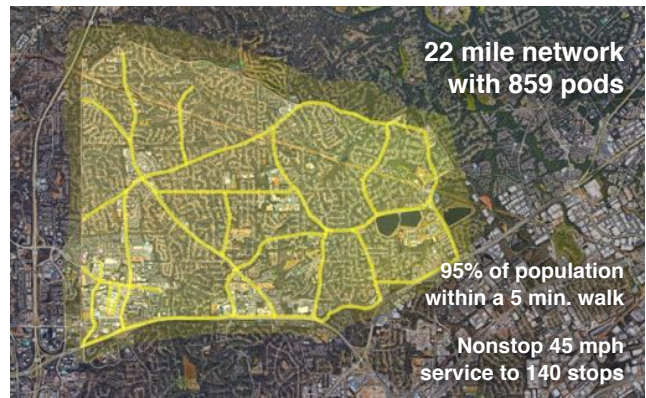 22 mile network
with 859 pods
95% of population
within a 5 min. walk
Nonstop 45 mph
service to 140 stops